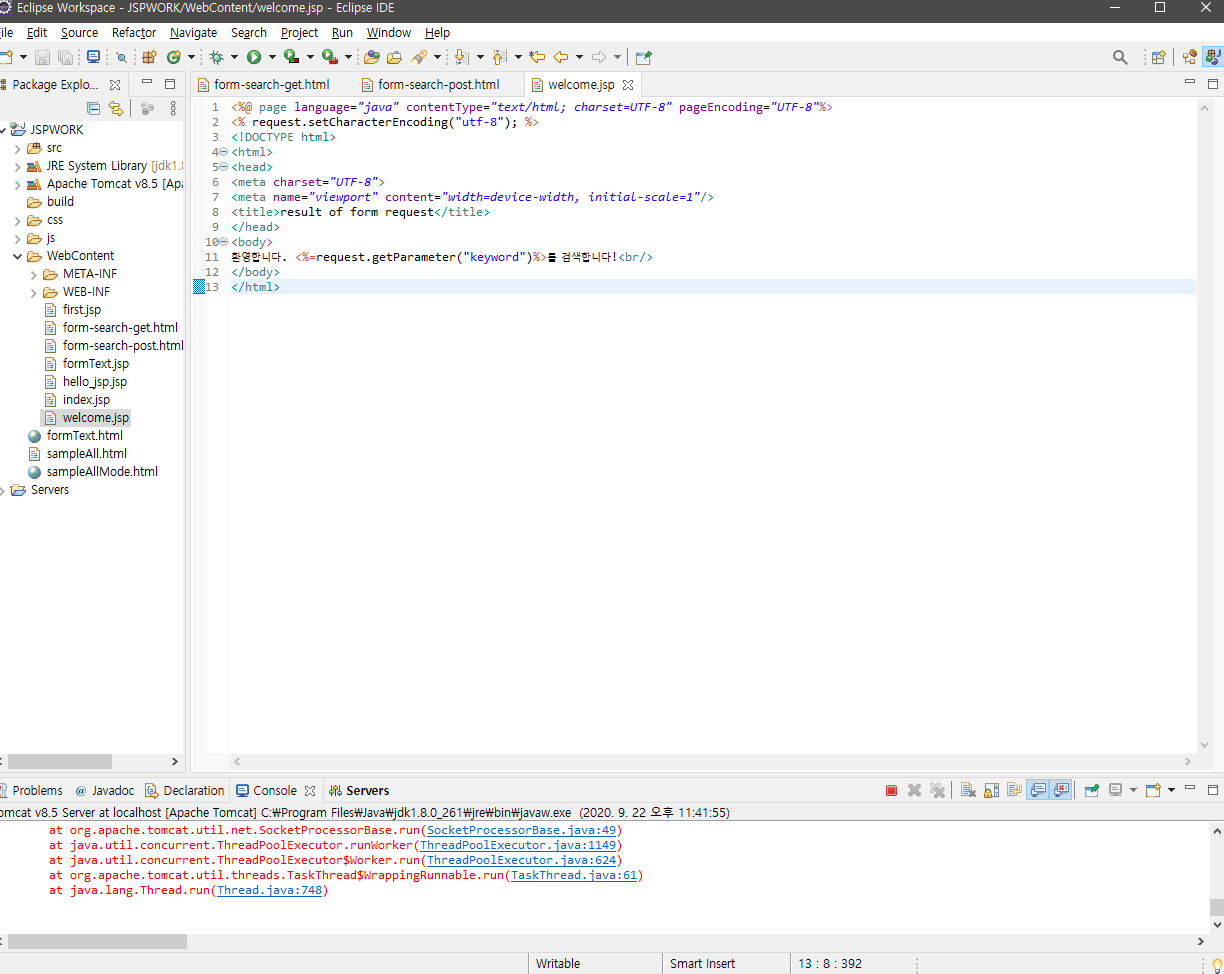 Eclipse Workspace - JSPWORK/WebContent/welcome.jsp - Eclipse IDE
ile Edit Source Refactor Navigate Search Project Run Window Help
Package Explo...
form-search-get.html form-search-post.html welcome.jsp
JSPWORK
src
JRE System Library [jdk1.8
Apache Tomcat v8.5 [Apa
build
css
js
WebContent
META-INF
WEB-INF
first.jsp
form-search-get.html
form-search-post.html
formText.jsp
hello_jsp.jsp
index.jsp
welcome.jsp
formText.html
sampleAll.html
sampleAllMode.html
Servers
1 <%@ page language="java" contentType="text/html; charset=UTF-8" pageEncoding="UTF-8"%>
2 <% request.setCharacterEncoding("utf-8"); %>
3 <!DOCTYPE html>
4 <html>
5 <head>
6 <meta charset="UTF-8">
7 <meta name="viewport" content="width=device-width, initial-scale=1"/>
8 <title>result of form request</title>
9 </head>
10 <body>
11 환영합니다. <%=request.getParameter("keyword")%>를 검색합니다!<br/>
12 </body>
13 </html>
Problems @ Javadoc Declaration Console Servers
omcat v8.5 Server at localhost [Apache Tomcat] C:₩Program Files₩Java₩jdk1.8.0_261₩jre₩bin₩javaw.exe (2020. 9. 22 오후 11:41:55)
at org.apache.tomcat.util.net.SocketProcessorBase.run(SocketProcessorBase.java:49)
at java.util.concurrent.ThreadPoolExecutor.runWorker(ThreadPoolExecutor.java:1149)
at java.util.concurrent.ThreadPoolExecutor$Worker.run(ThreadPoolExecutor.java:624)
at org.apache.tomcat.util.threads.TaskThread$WrappingRunnable.run(TaskThread.java:61)
at java.lang.Thread.run(Thread.java:748)
Writable Smart Insert 13 : 8 : 392